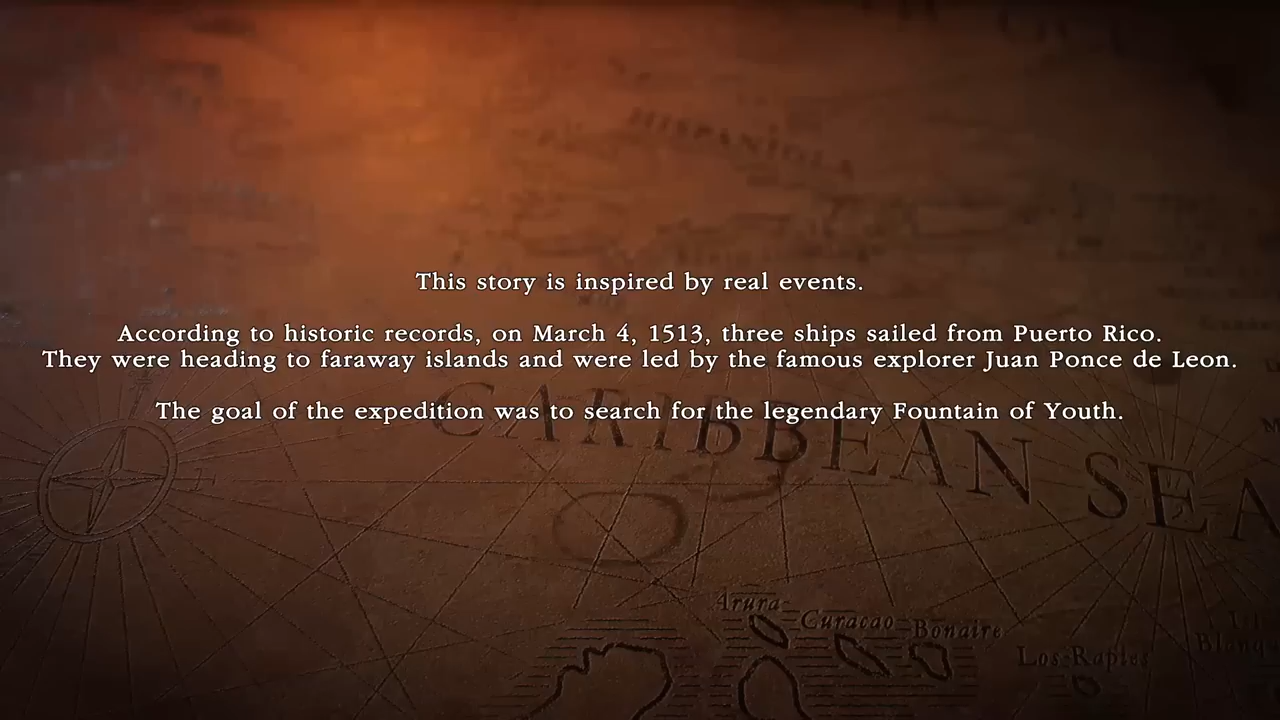 HISPANIOLA
This story is inspired by real events.
According to historic records, on March 4, 1513, three ships sailed from Puerto Rico.
They were heading to faraway islands and were led by the famous explorer Juan Ponce de Leon.
The goal of the expedition was to search for the legendary Fountain of Youth.
CARIBBEAN SEA
Arura
Curacao
Bonaire
Los Raples
Blanq